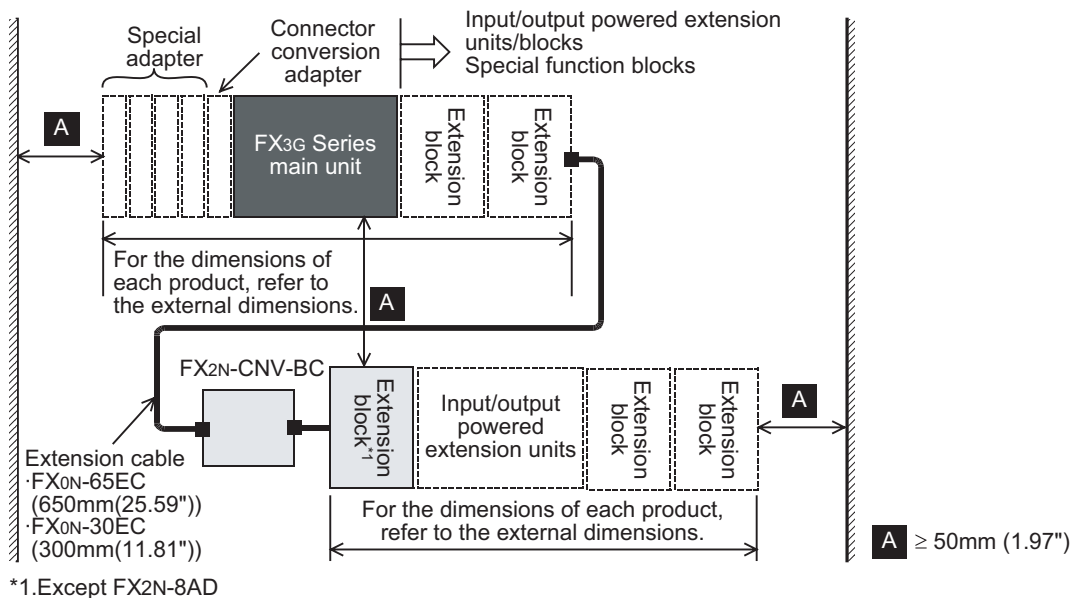 Special
adapter
Connector
conversion
adapter
Input/output powered extension
units/blocks
Special function blocks
A
FX3G Series
main unit
Extension
block
Extension
block
For the dimensions of
each product, refer to
the external dimensions.
A
FX2N-CNV-BC
Extension
block*1
Input/output
powered
extension units
Extension
block
Extension
block
A
Extension cable
·FX0N-65EC
(650mm(25.59"))
·FX0N-30EC
(300mm(11.81"))
For the dimensions of each product,
refer to the external dimensions.
A ≥ 50mm (1.97")
*1.Except FX2N-8AD